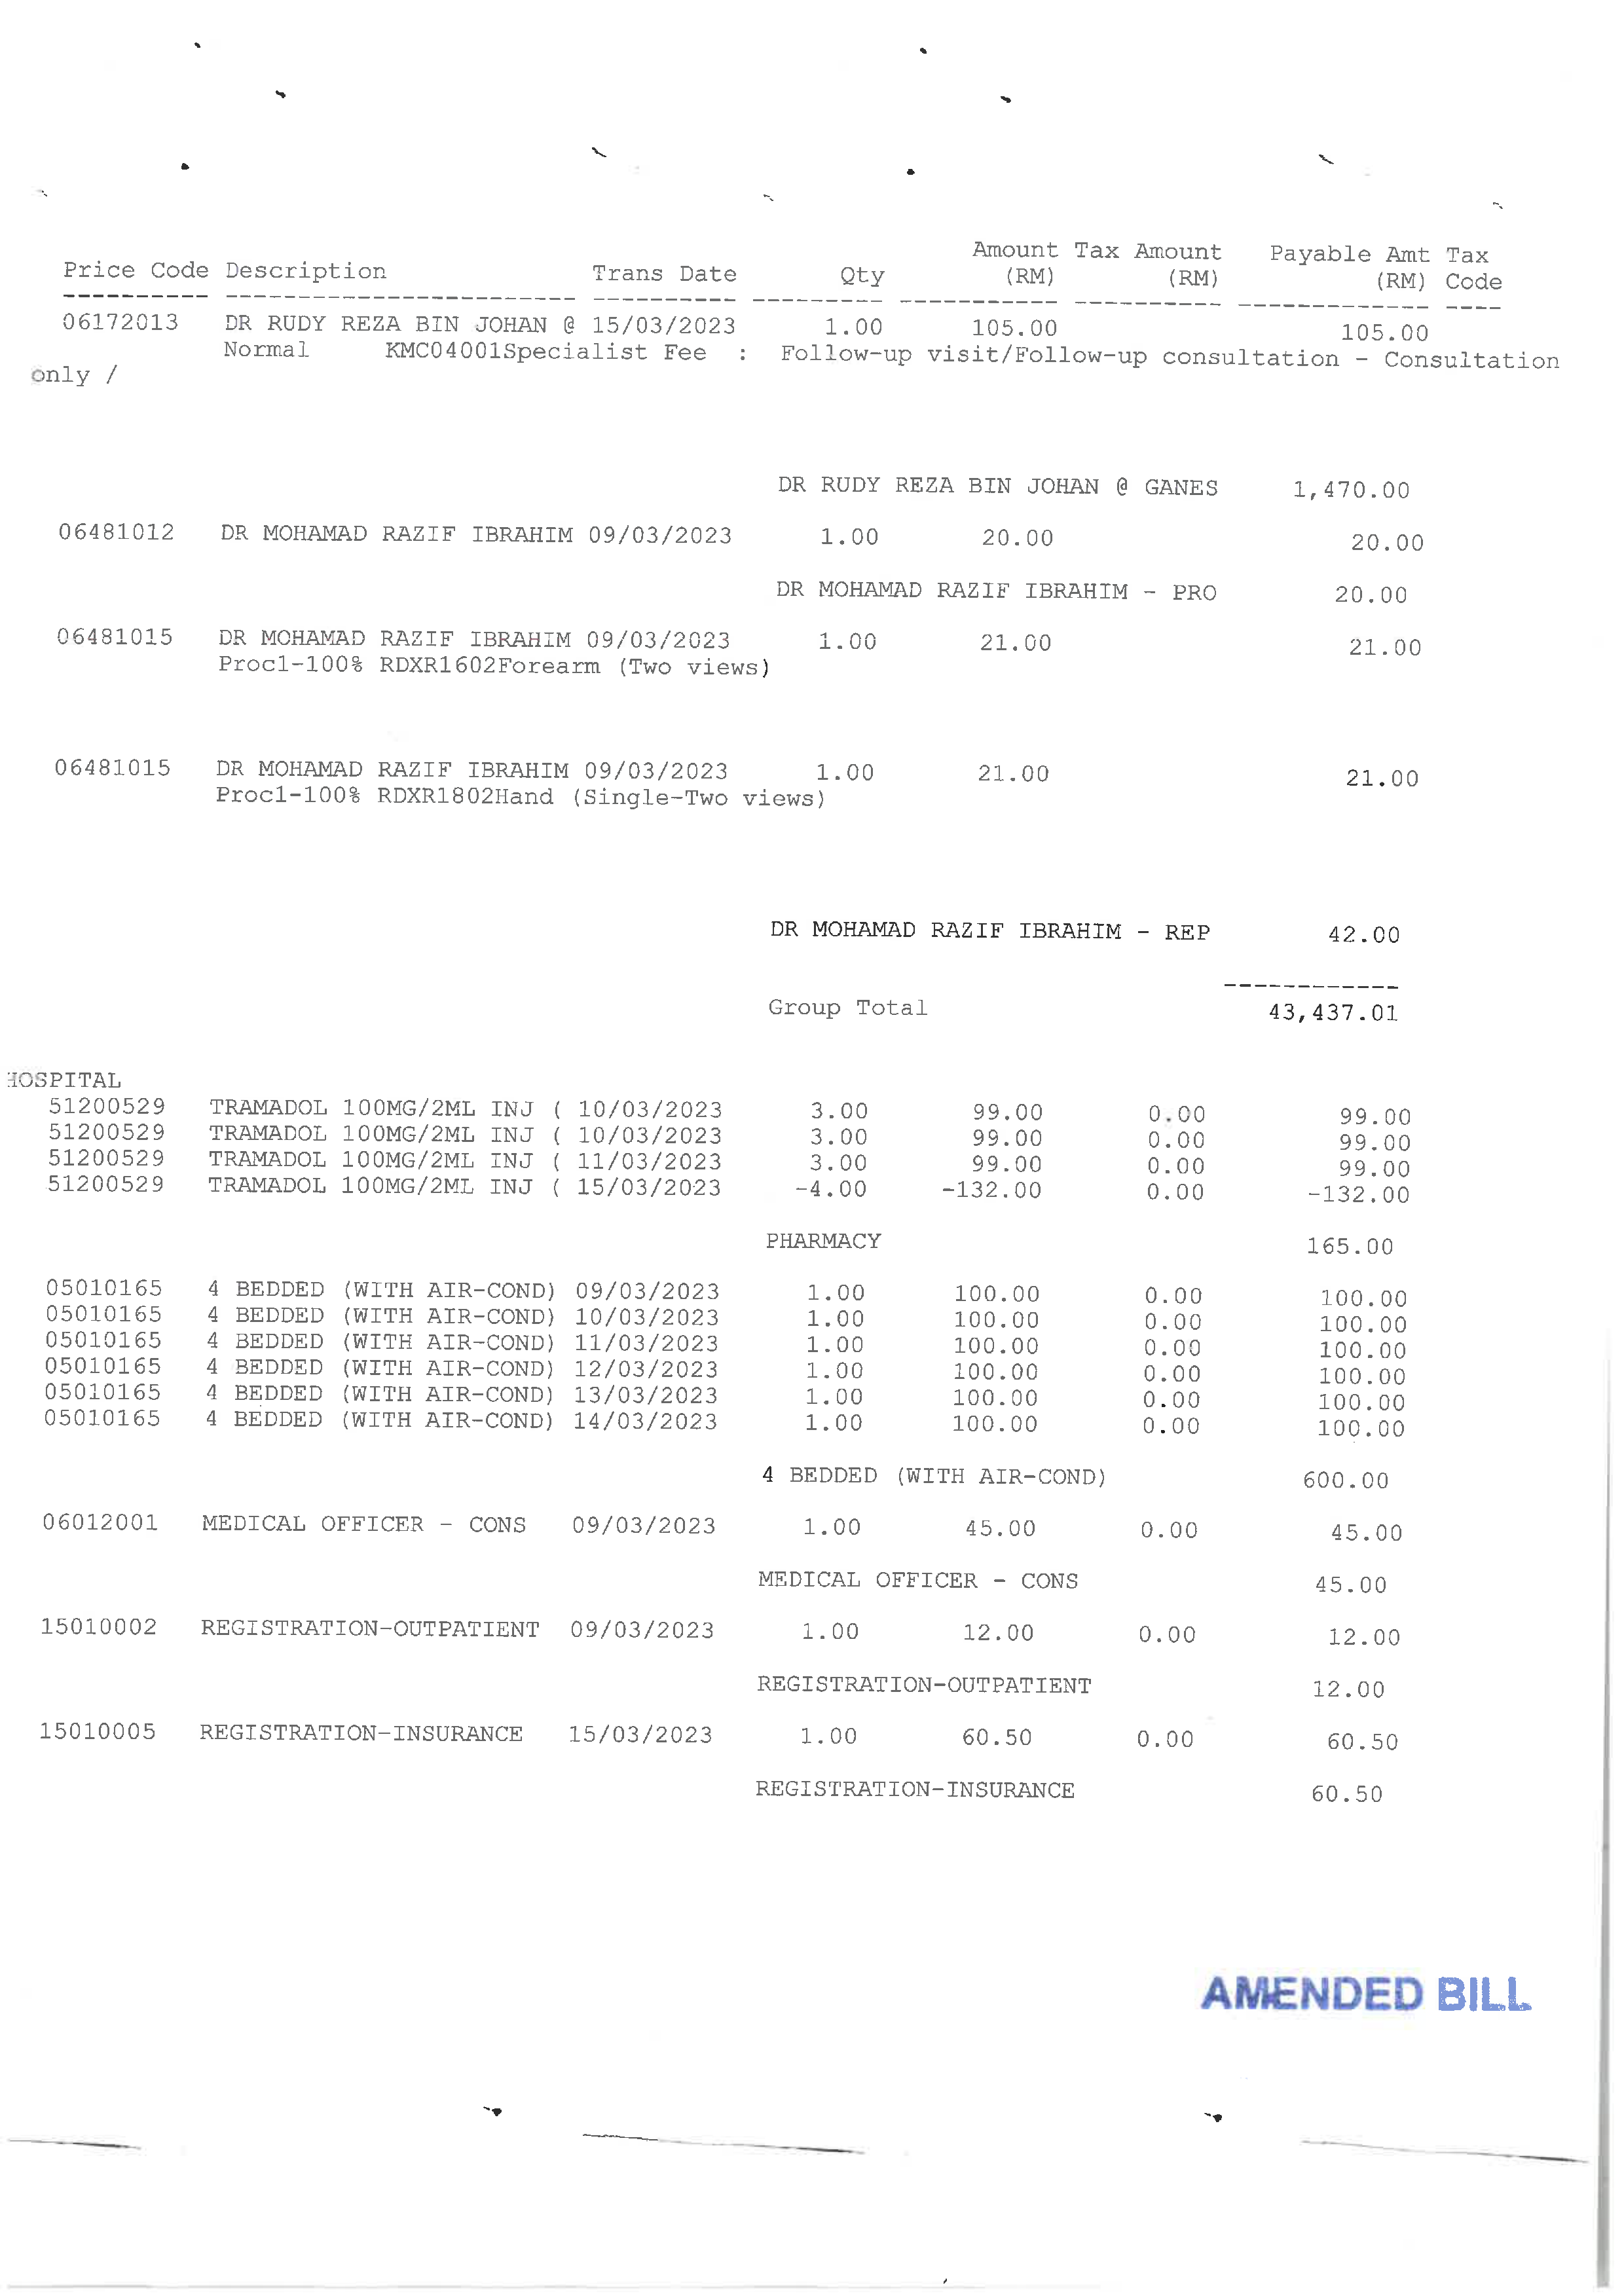 Amount Tax Amount Payable Amt Tax
Price Code Description Trans Date Qty (RM) (RM) (RM) Code
---------- ------------------------ ---------- --------- ----------- ---------- ------------- ----
06172013 DR RUDY REZA BIN JOHAN @ 15/03/2023 1.00 105.00 105.00
Normal KMC04001Specialist Fee : Follow-up visit/Follow-up consultation - Consultation
only /
DR RUDY REZA BIN JOHAN @ GANES 1,470.00
06481012 DR MOHAMAD RAZIF IBRAHIM 09/03/2023 1.00 20.00 20.00
DR MOHAMAD RAZIF IBRAHIM - PRO 20.00
06481015 DR MOHAMAD RAZIF IBRAHIM 09/03/2023 1.00 21.00 21.00
Proc1-100% RDXR1602Forearm (Two views)
06481015 DR MOHAMAD RAZIF IBRAHIM 09/03/2023 1.00 21.00 21.00
Proc1-100% RDXR1802Hand (Single-Two views)
DR MOHAMAD RAZIF IBRAHIM - REP 42.00
------------
Group Total 43,437.01
HOSPITAL
51200529 TRAMADOL 100MG/2ML INJ ( 10/03/2023 3.00 99.00 0.00 99.00
51200529 TRAMADOL 100MG/2ML INJ ( 10/03/2023 3.00 99.00 0.00 99.00
51200529 TRAMADOL 100MG/2ML INJ ( 11/03/2023 3.00 99.00 0.00 99.00
51200529 TRAMADOL 100MG/2ML INJ ( 15/03/2023 -4.00 -132.00 0.00 -132.00
PHARMACY 165.00
05010165 4 BEDDED (WITH AIR-COND) 09/03/2023 1.00 100.00 0.00 100.00
05010165 4 BEDDED (WITH AIR-COND) 10/03/2023 1.00 100.00 0.00 100.00
05010165 4 BEDDED (WITH AIR-COND) 11/03/2023 1.00 100.00 0.00 100.00
05010165 4 BEDDED (WITH AIR-COND) 12/03/2023 1.00 100.00 0.00 100.00
05010165 4 BEDDED (WITH AIR-COND) 13/03/2023 1.00 100.00 0.00 100.00
05010165 4 BEDDED (WITH AIR-COND) 14/03/2023 1.00 100.00 0.00 100.00
4 BEDDED (WITH AIR-COND) 600.00
06012001 MEDICAL OFFICER - CONS 09/03/2023 1.00 45.00 0.00 45.00
MEDICAL OFFICER - CONS 45.00
15010002 REGISTRATION-OUTPATIENT 09/03/2023 1.00 12.00 0.00 12.00
REGISTRATION-OUTPATIENT 12.00
15010005 REGISTRATION-INSURANCE 15/03/2023 1.00 60.50 0.00 60.50
REGISTRATION-INSURANCE 60.50
AMENDED BILL